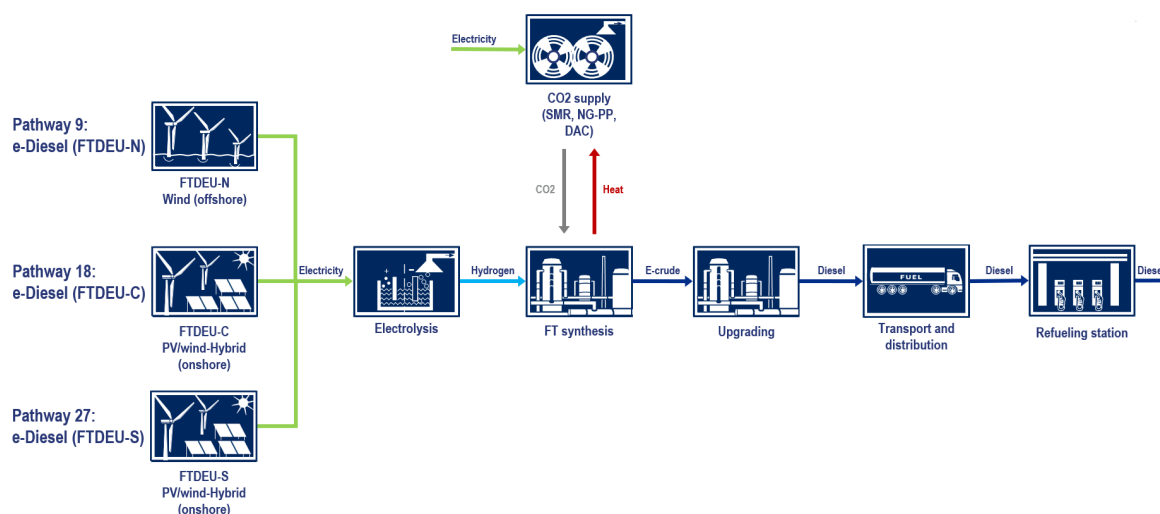 Electricity
CO2 supply
(SMR, NG-PP,
DAC)
Pathway 9:
e-Diesel (FTDEU-N)
FTDEU-N
Wind (offshore)
CO2
Heat
Pathway 18:
e-Diesel (FTDEU-C)
FTDEU-C
PV/wind-Hybrid
(onshore)
Electricity
Electrolysis
Hydrogen
FT synthesis
E-crude
Upgrading
Diesel
FUEL
Transport and
distribution
Diesel
Refueling station
Diesel
Pathway 27:
e-Diesel (FTDEU-S)
FTDEU-S
PV/wind-Hybrid
(onshore)